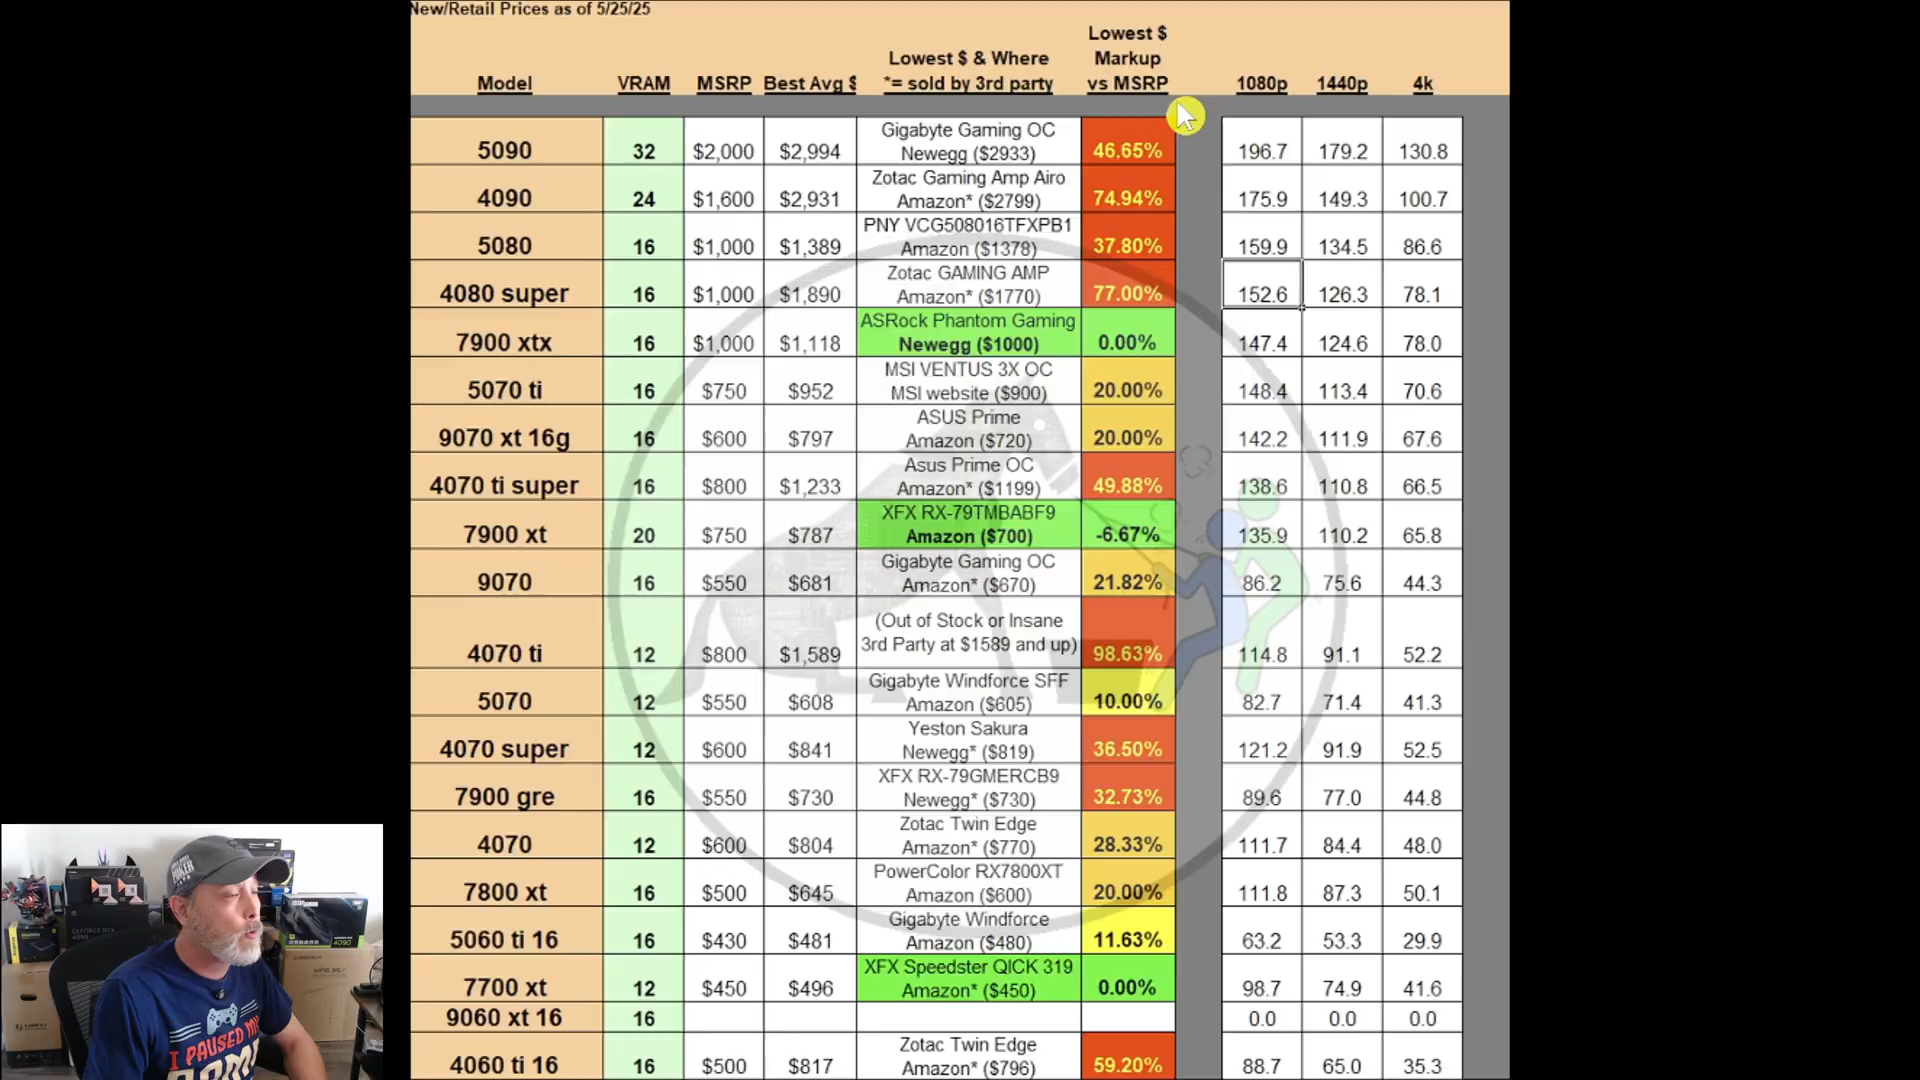 New/Retail Prices as of 5/25/25
Lowest $
Lowest $ & Where Markup
Model VRAM MSRP Best Avg $ *= sold by 3rd party vs MSRP 1080p 1440p 4k
Gigabyte Gaming OC
5090 32 $2,000 $2,994 Newegg ($2933) 46.65% 196.7 179.2 130.8
Zotac Gaming Amp Airo
4090 24 $1,600 $2,931 Amazon* ($2799) 74.94% 175.9 149.3 100.7
PNY VCG508016TFXPB1
5080 16 $1,000 $1,389 Amazon ($1378) 37.80% 159.9 134.5 86.6
Zotac GAMING AMP
4080 super 16 $1,000 $1,890 Amazon* ($1770) 77.00% 152.6 126.3 78.1
ASRock Phantom Gaming
7900 xtx 16 $1,000 $1,118 Newegg ($1000) 0.00% 147.4 124.6 78.0
MSI VENTUS 3X OC
5070 ti 16 $750 $952 MSI website ($900) 20.00% 148.4 113.4 70.6
ASUS Prime
9070 xt 16g 16 $600 $797 Amazon ($720) 20.00% 142.2 111.9 67.6
Asus Prime OC
4070 ti super 16 $800 $1,233 Amazon* ($1199) 49.88% 138.6 110.8 66.5
XFX RX-79TMBABF9
7900 xt 20 $750 $787 Amazon ($700) -6.67% 135.9 110.2 65.8
Gigabyte Gaming OC
9070 16 $550 $681 Amazon* ($670) 21.82% 86.2 75.6 44.3
(Out of Stock or Insane
3rd Party at $1589 and up)
4070 ti 12 $800 $1,589 98.63% 114.8 91.1 52.2
Gigabyte Windforce SFF
5070 12 $550 $608 Amazon ($605) 10.00% 82.7 71.4 41.3
Yeston Sakura
4070 super 12 $600 $841 Newegg* ($819) 36.50% 121.2 91.9 52.5
XFX RX-79GMERCB9
7900 gre 16 $550 $730 Newegg* ($730) 32.73% 89.6 77.0 44.8
Zotac Twin Edge
4070 12 $600 $804 Amazon* ($770) 28.33% 111.7 84.4 48.0
PowerColor RX7800XT
7800 xt 16 $500 $645 Amazon ($600) 20.00% 111.8 87.3 50.1
Gigabyte Windforce
5060 ti 16 16 $430 $481 Amazon ($480) 11.63% 63.2 53.3 29.9
XFX Speedster QICK 319
7700 xt 12 $450 $496 Amazon* ($450) 0.00% 98.7 74.9 41.6
9060 xt 16 16 0.0 0.0 0.0
Zotac Twin Edge
4060 ti 16 16 $500 $817 Amazon* ($796) 59.20% 88.7 65.0 35.3
POKER
GEFORCE RTX
4090
4090
I PAUSED MY